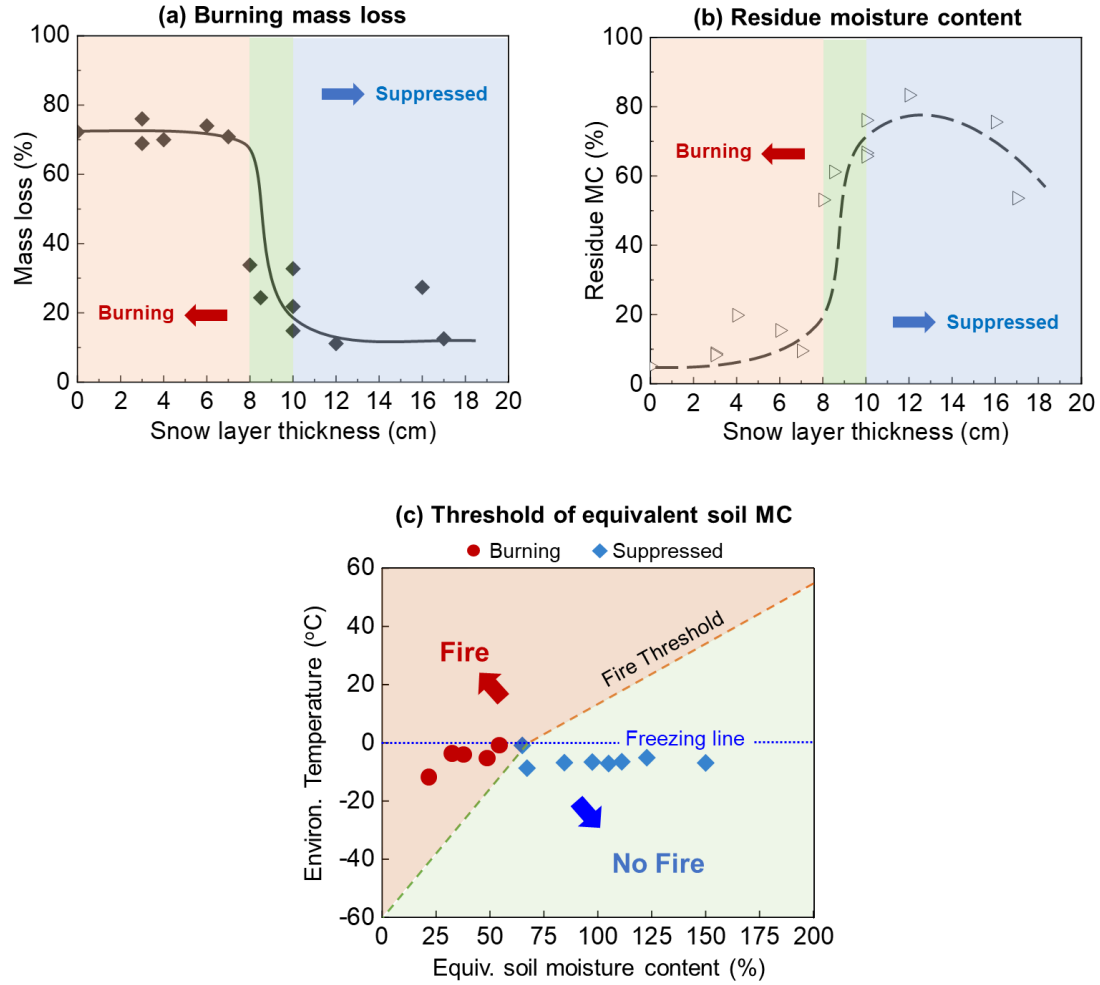 (a) Burning mass loss
100
80
60
40
20
0
Mass loss (%)
Suppressed
Burning
0 2 4 6 8 10 12 14 16 18 20
Snow layer thickness (cm)
(b) Residue moisture content
100
80
60
40
20
0
Residue MC (%)
Burning
Suppressed
0 2 4 6 8 10 12 14 16 18 20
Snow layer thickness (cm)
(c) Threshold of equivalent soil MC
Burning Suppressed
60
40
20
0
-20
-40
-60
Environ. Temperature (°C)
Fire
Fire Threshold
Freezing line
No Fire
0 25 50 75 100 125 150 175 200
Equiv. soil moisture content (%)